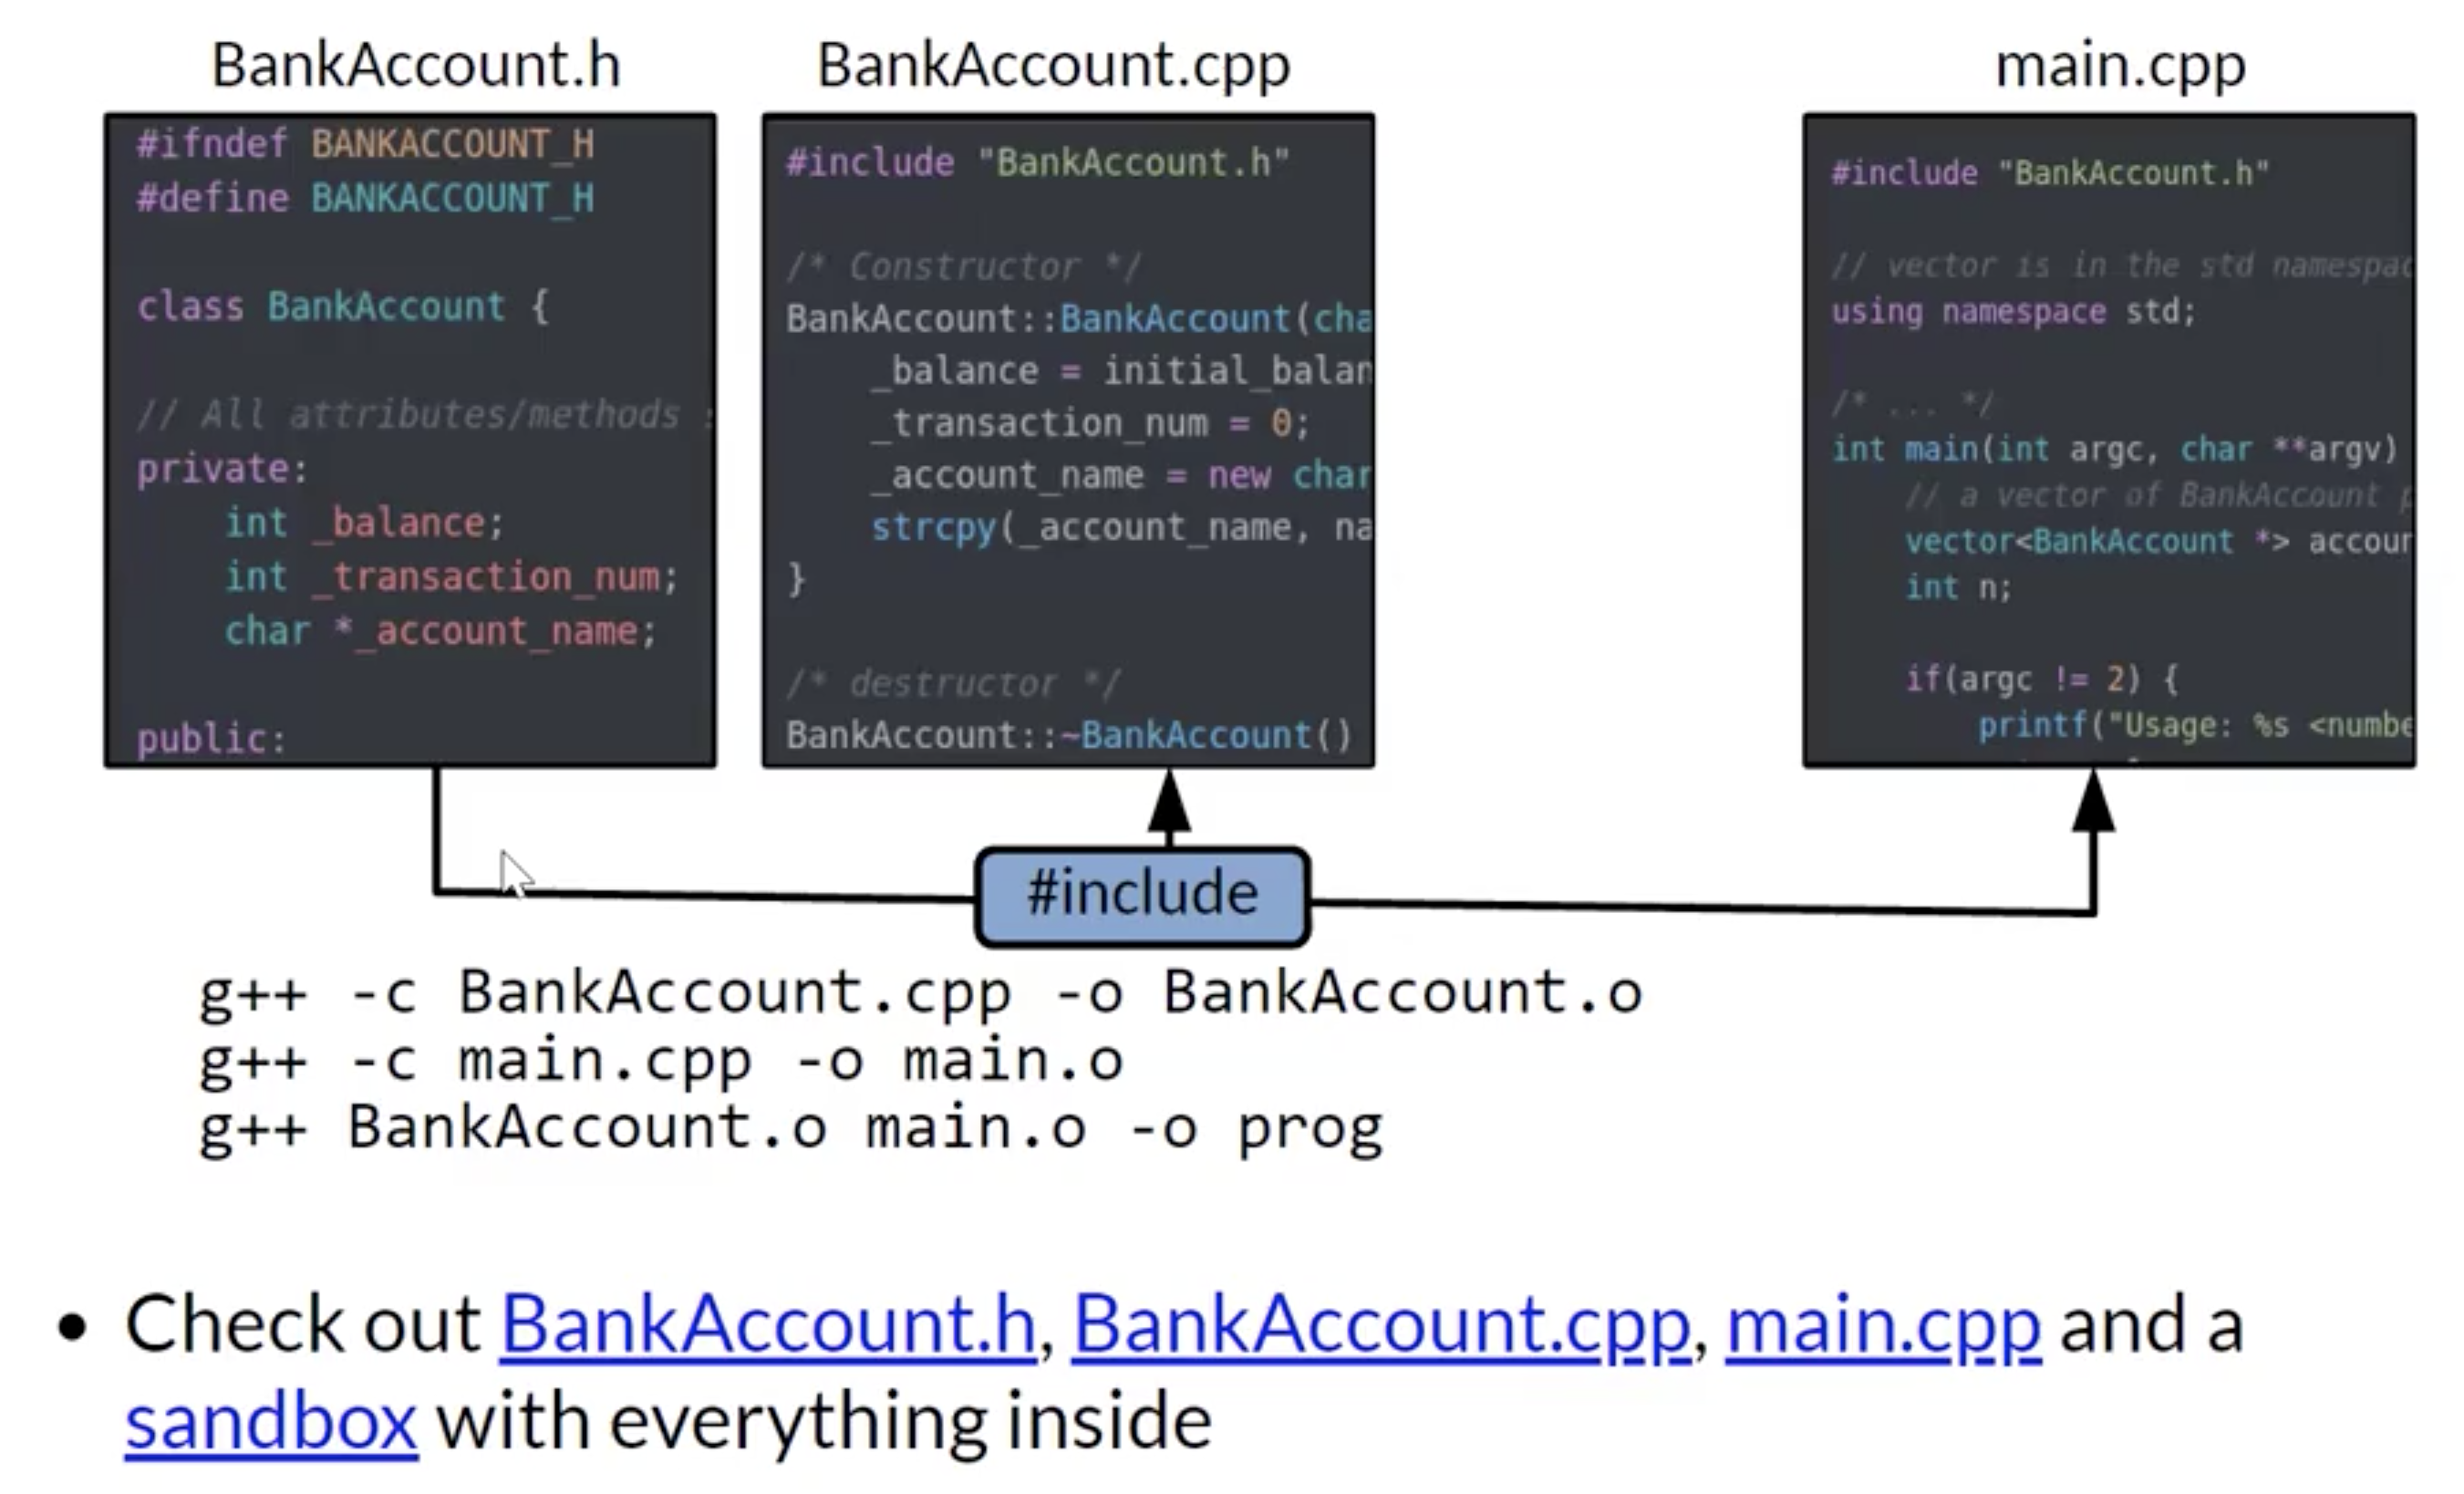 BankAccount.h
#ifndef BANKACCOUNT_H
#define BANKACCOUNT_H
class BankAccount {
// All attributes/methods
private:
int _balance;
int _transaction_num;
char *_account_name;
public:
BankAccount.cpp
#include "BankAccount.h"
/* Constructor */
BankAccount::BankAccount(cha
_balance = initial_balan
_transaction_num = 0;
_account_name = new char
strcpy(_account_name, na
}
/* destructor */
BankAccount::~BankAccount()
main.cpp
#include "BankAccount.h"
// vector is in the std namespac
using namespace std;
/* ... */
int main(int argc, char **argv)
// a vector of BankAccount p
vector<BankAccount *> accour
int n;
if(argc != 2) {
printf("Usage: %s <numbe
#include
g++ -c BankAccount.cpp -o BankAccount.o
g++ -c main.cpp -o main.o
g++ BankAccount.o main.o -o prog
• Check out BankAccount.h, BankAccount.cpp, main.cpp and a
sandbox with everything inside